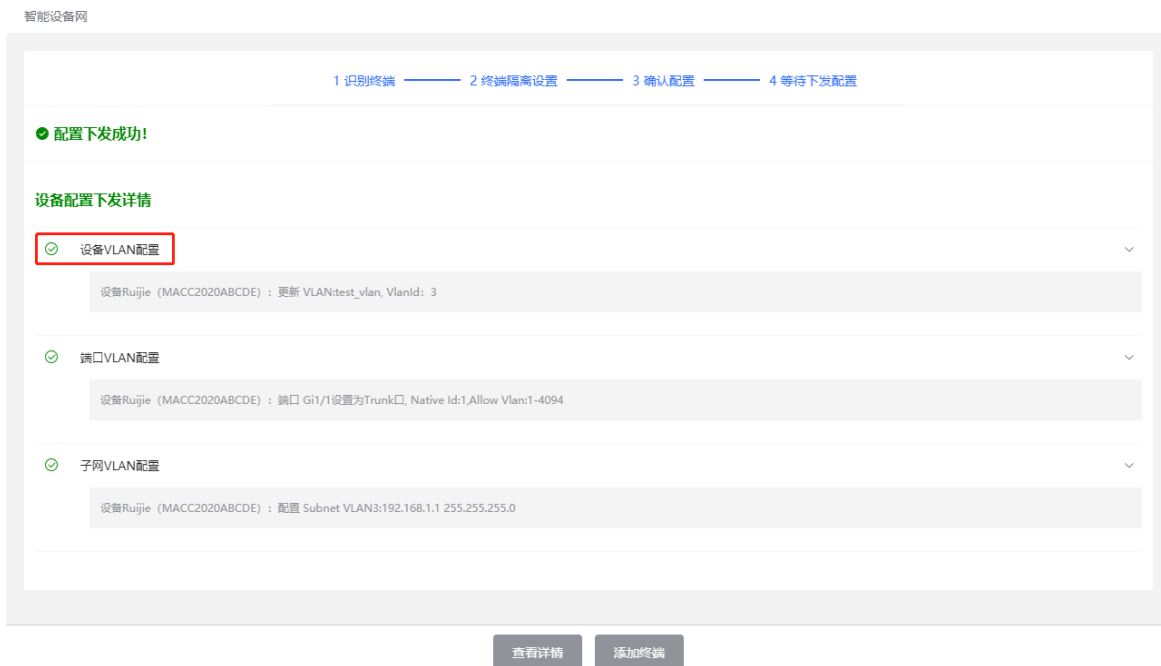 智能设备网
1 识别终端 2 终端隔离设置 3 确认配置 4 等待下发配置
配置下发成功!
设备配置下发详情
设备VLAN配置
设备Ruijie（MACC2020ABCDE）: 更新 VLAN:test_vlan, VlanId: 3
端口VLAN配置
设备Ruijie（MACC2020ABCDE）: 端口 Gi1/1设置为Trunk口, Native Id:1,Allow Vlan:1-4094
子网VLAN配置
设备Ruijie（MACC2020ABCDE）: 配置 Subnet VLAN3:192.168.1.1 255.255.255.0
查看详情 添加终端